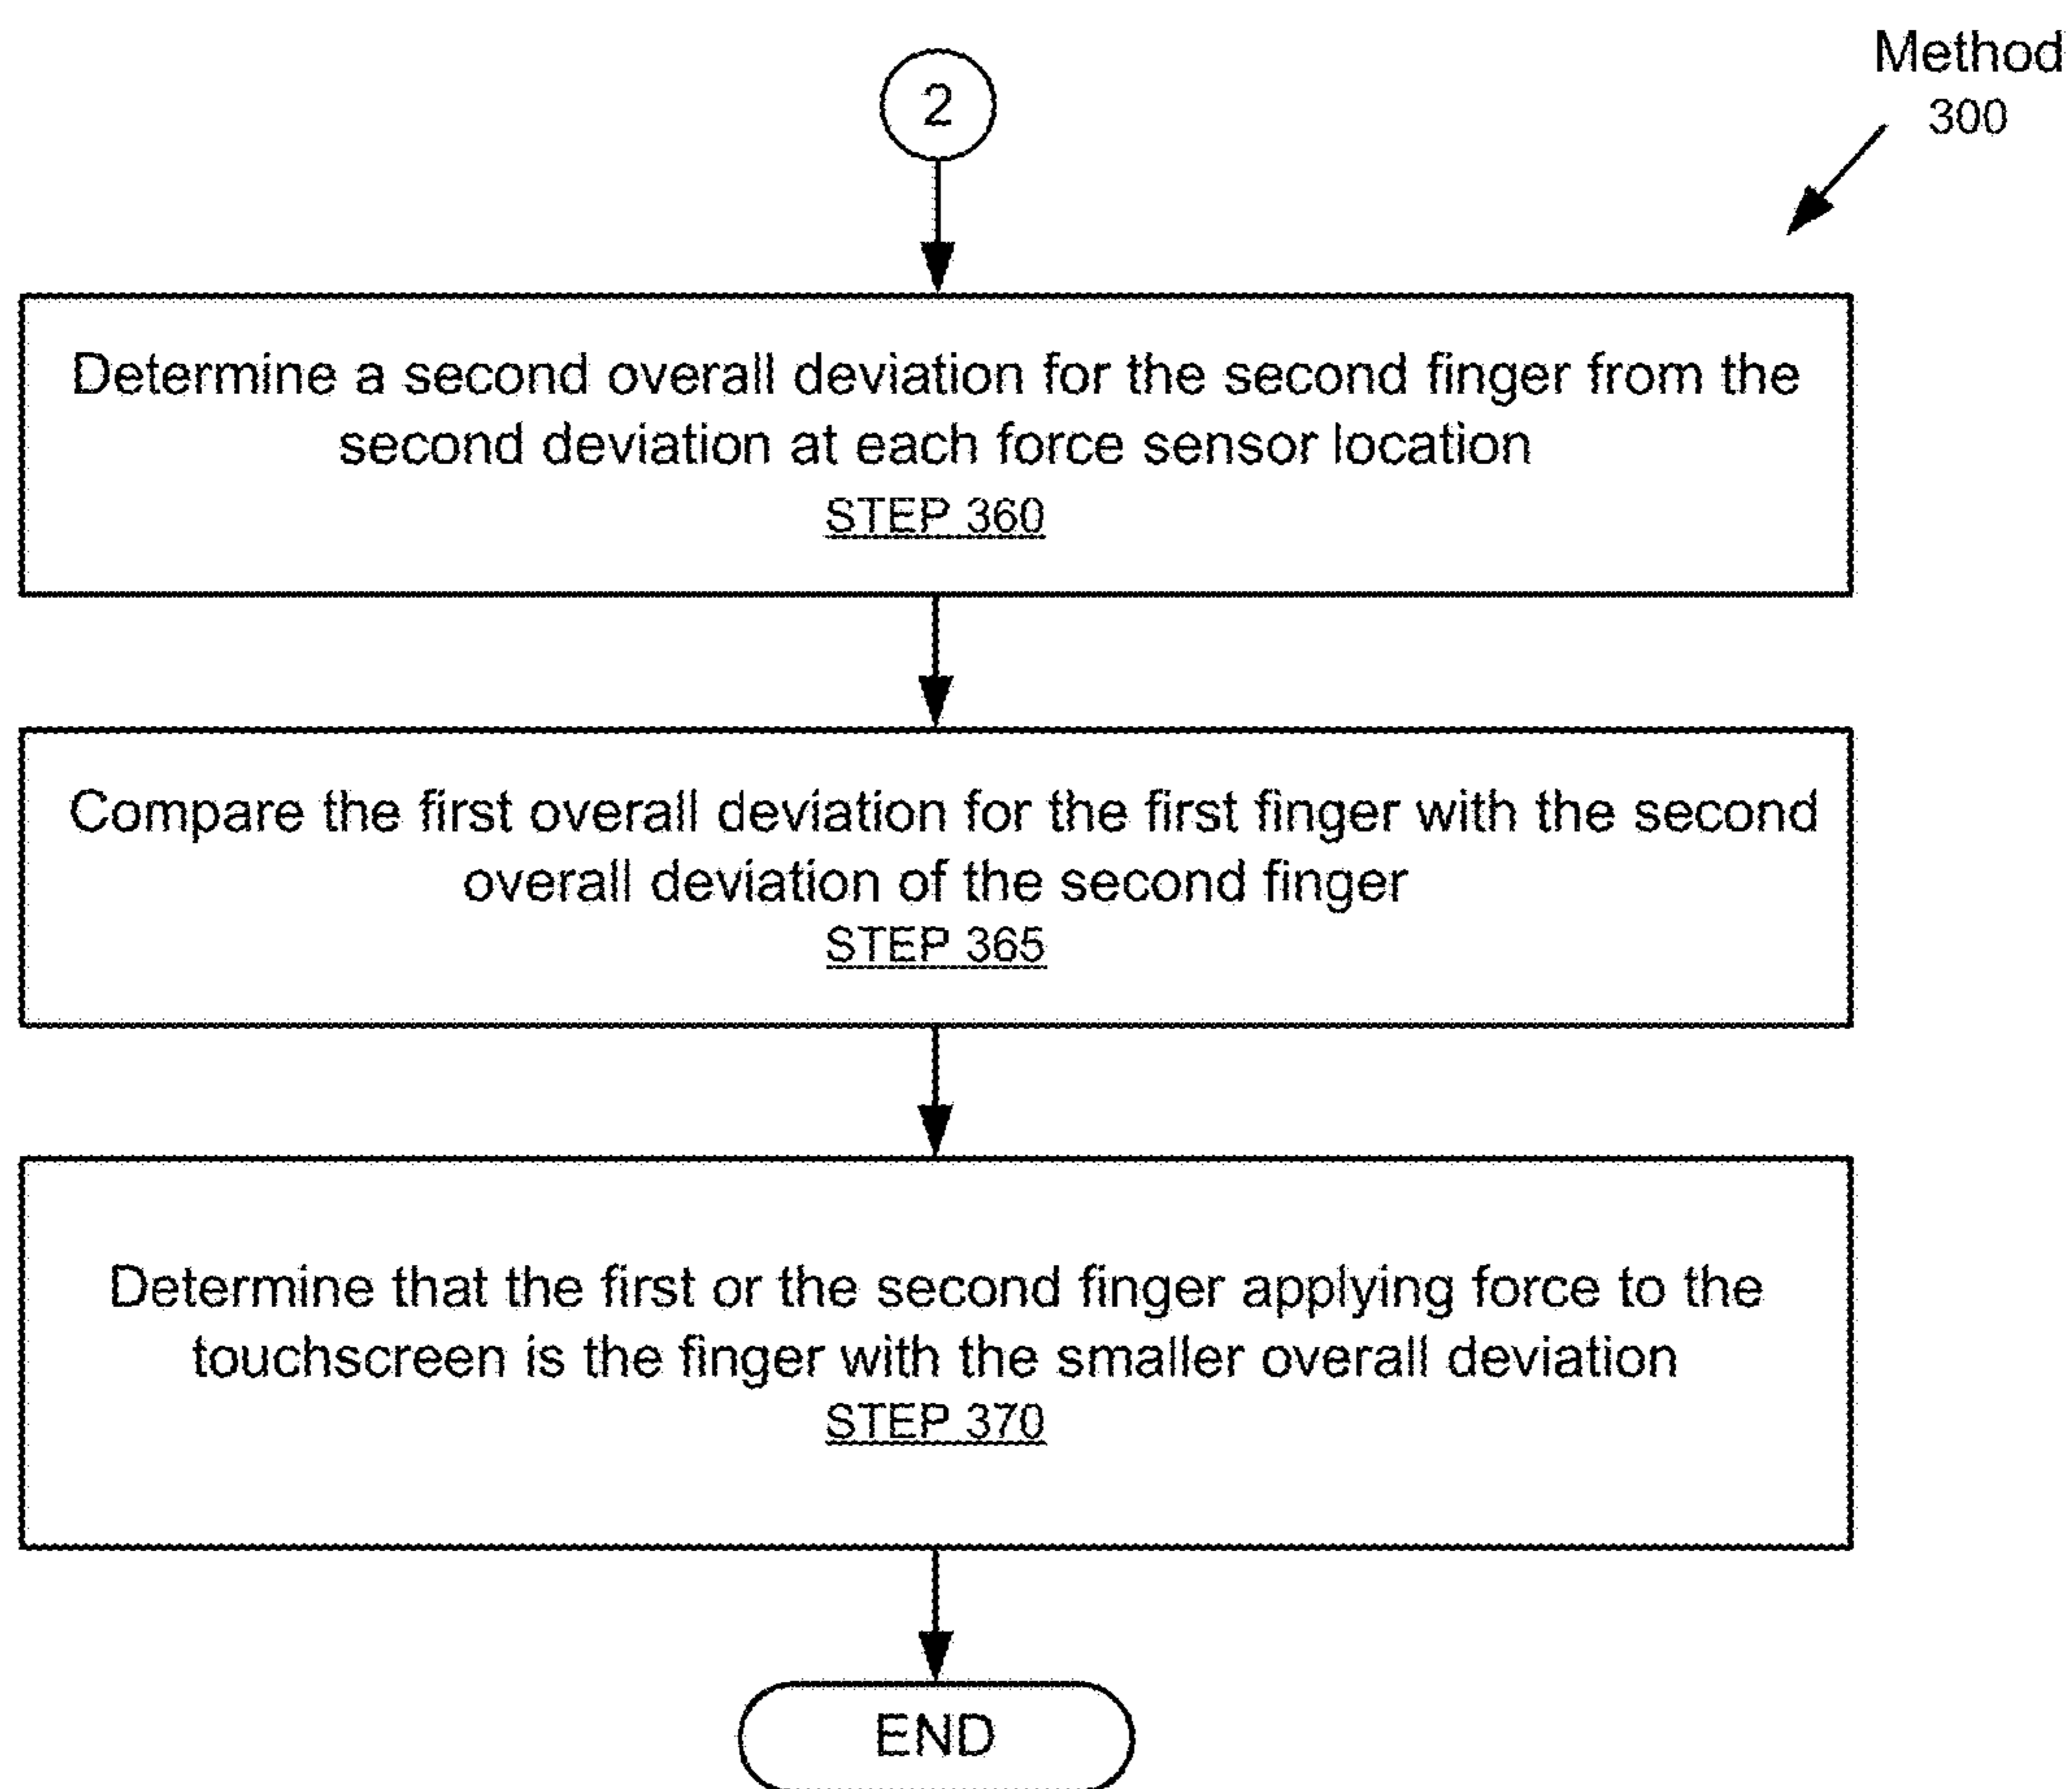 Method
300
2
Determine a second overall deviation for the second finger from the
second deviation at each force sensor location
STEP 360
Compare the first overall deviation for the first finger with the second
overall deviation of the second finger
STEP 365
Determine that the first or the second finger applying force to the
touchscreen is the finger with the smaller overall deviation
STEP 370
END